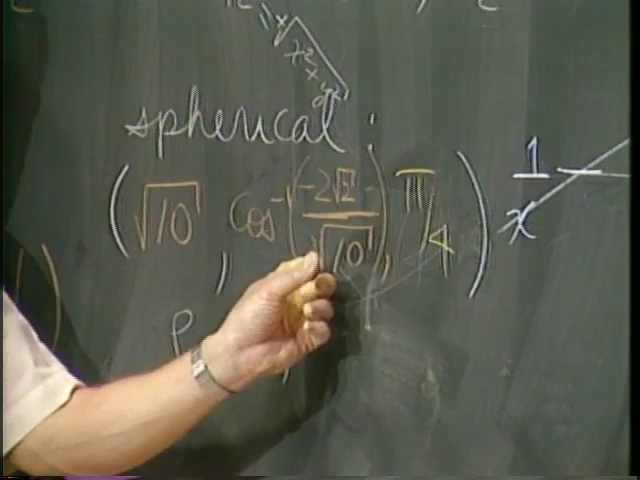 spherical :
(√10, cos⁻¹(-2√2/√10), π/4)
ρ
1
x